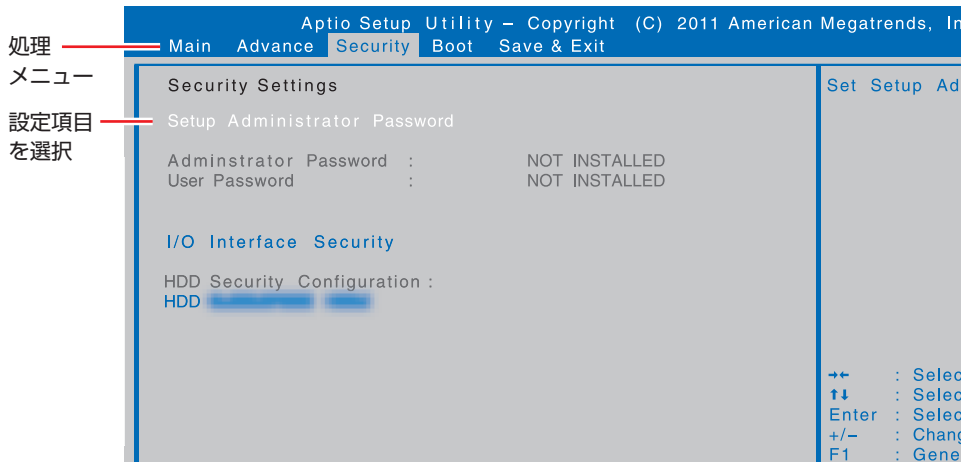 Aptio Setup Utility – Copyright (C) 2011 American Megatrends, In
処理
メニュー
Main Advance Security Boot Save & Exit
Security Settings
Set Setup Ad
設定項目
を選択
Setup Administrator Password
Adminstrator Password : NOT INSTALLED
User Password : NOT INSTALLED
I/O Interface Security
HDD Security Configuration :
HDD
→← : Selec
↑↓ : Selec
Enter : Selec
+/– : Chang
F1 : Gene